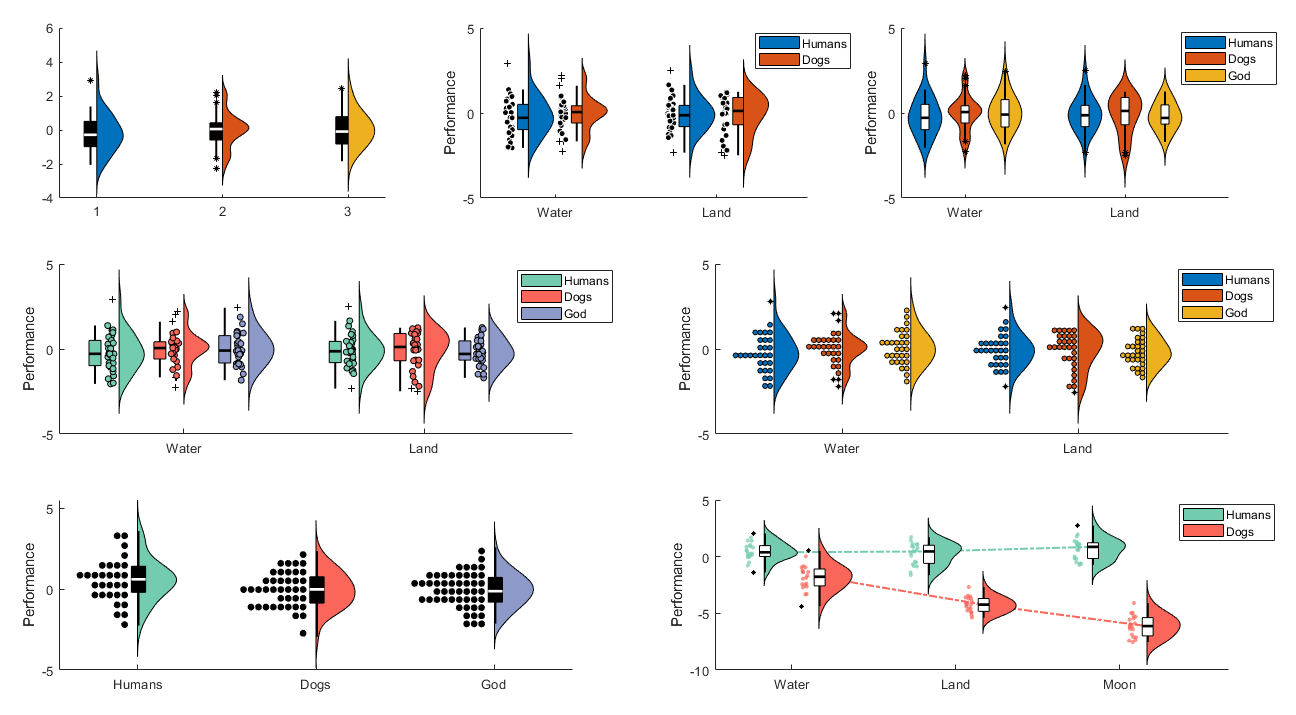 6
4
2
0
-2
-4
1 2 3
Performance
5
0
-5
Water Land
Humans
Dogs
Performance
5
0
-5
Water Land
Humans
Dogs
God
Performance
5
0
-5
Water Land
Humans
Dogs
God
Performance
5
0
-5
Water Land
Humans
Dogs
God
Performance
5
0
-5
Humans Dogs God
Performance
5
0
-5
-10
Water Land Moon
Humans
Dogs